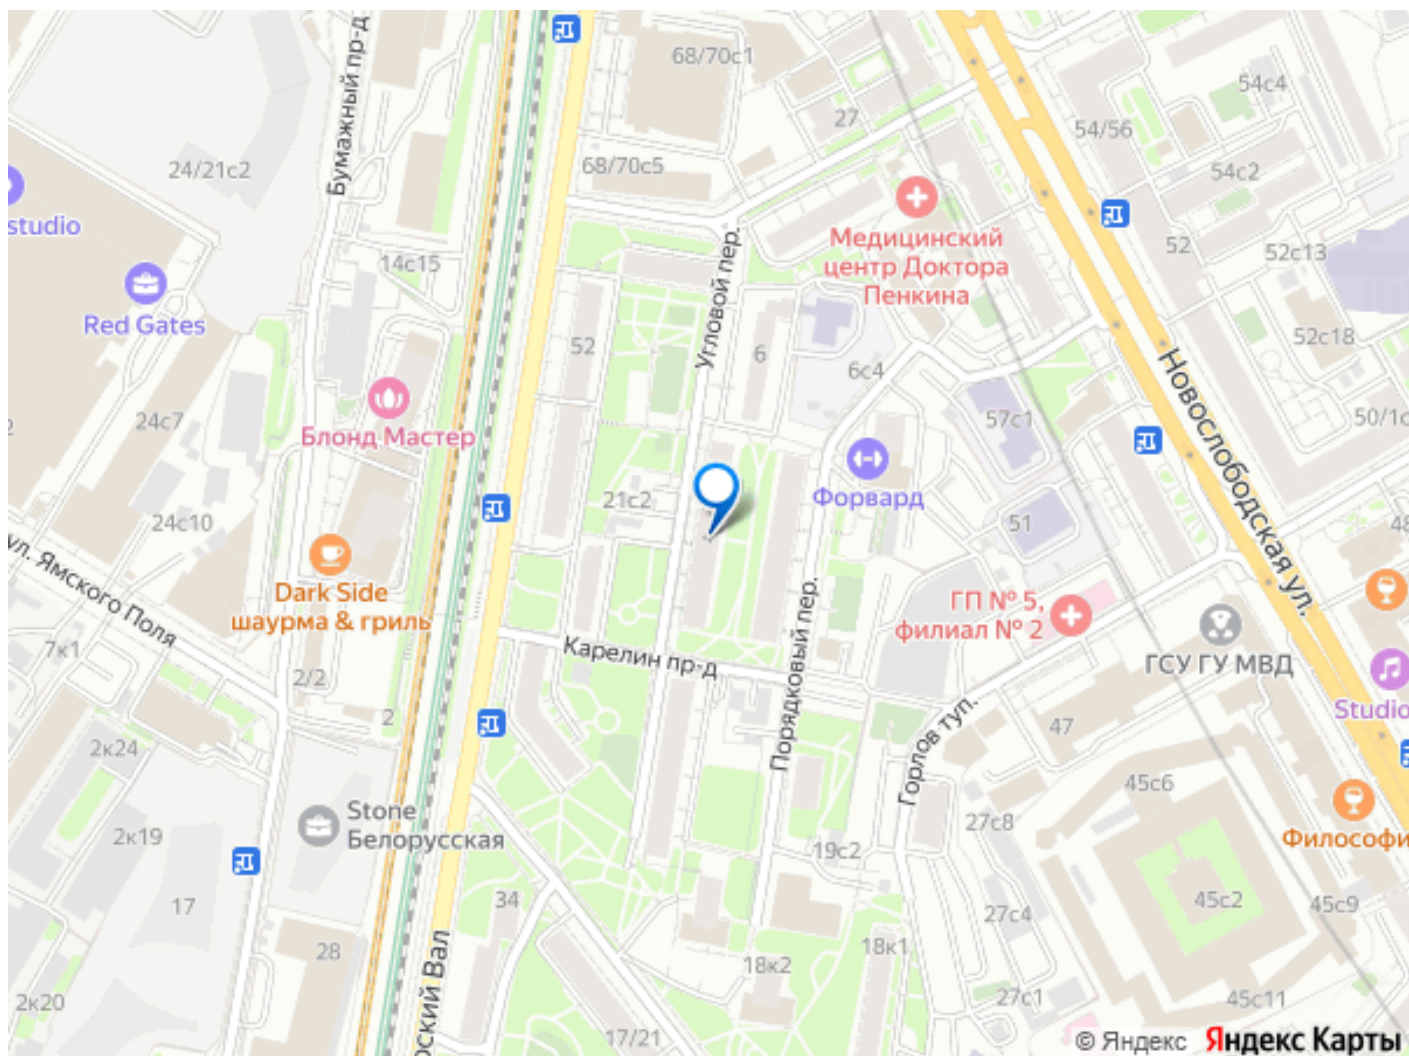 68/70с1
54с4
Бумажный пр-д
27
54/56
68/70с5
24/21с2
54с2
studio
Медицинский
центр Доктора
Пенкина
Угловой пер.
52
52с13
14с15
Red Gates
52
6
6с4
52с18
Новослободская ул.
24с7
Блонд Мастер
57с1
50/1с
Форвард
21с2
24с10
51
48
ул. Ямского Поля
Dark Side
шаурма & гриль
ГП № 5,
филиал № 2
Порядковый пер.
7к1
Карелин пр-д
ГСУ ГУ МВД
2/2
2
Studio
Горлов туп.
47
2к24
45с6
Stone
Белорусская
2к19
27с8
Философи
19с2
34
17
45с2
45с9
27с4
28
18к1
18к2
рский Вал
2к20
27с1
45с11
17/21
© Яндекс Яндекс Карты